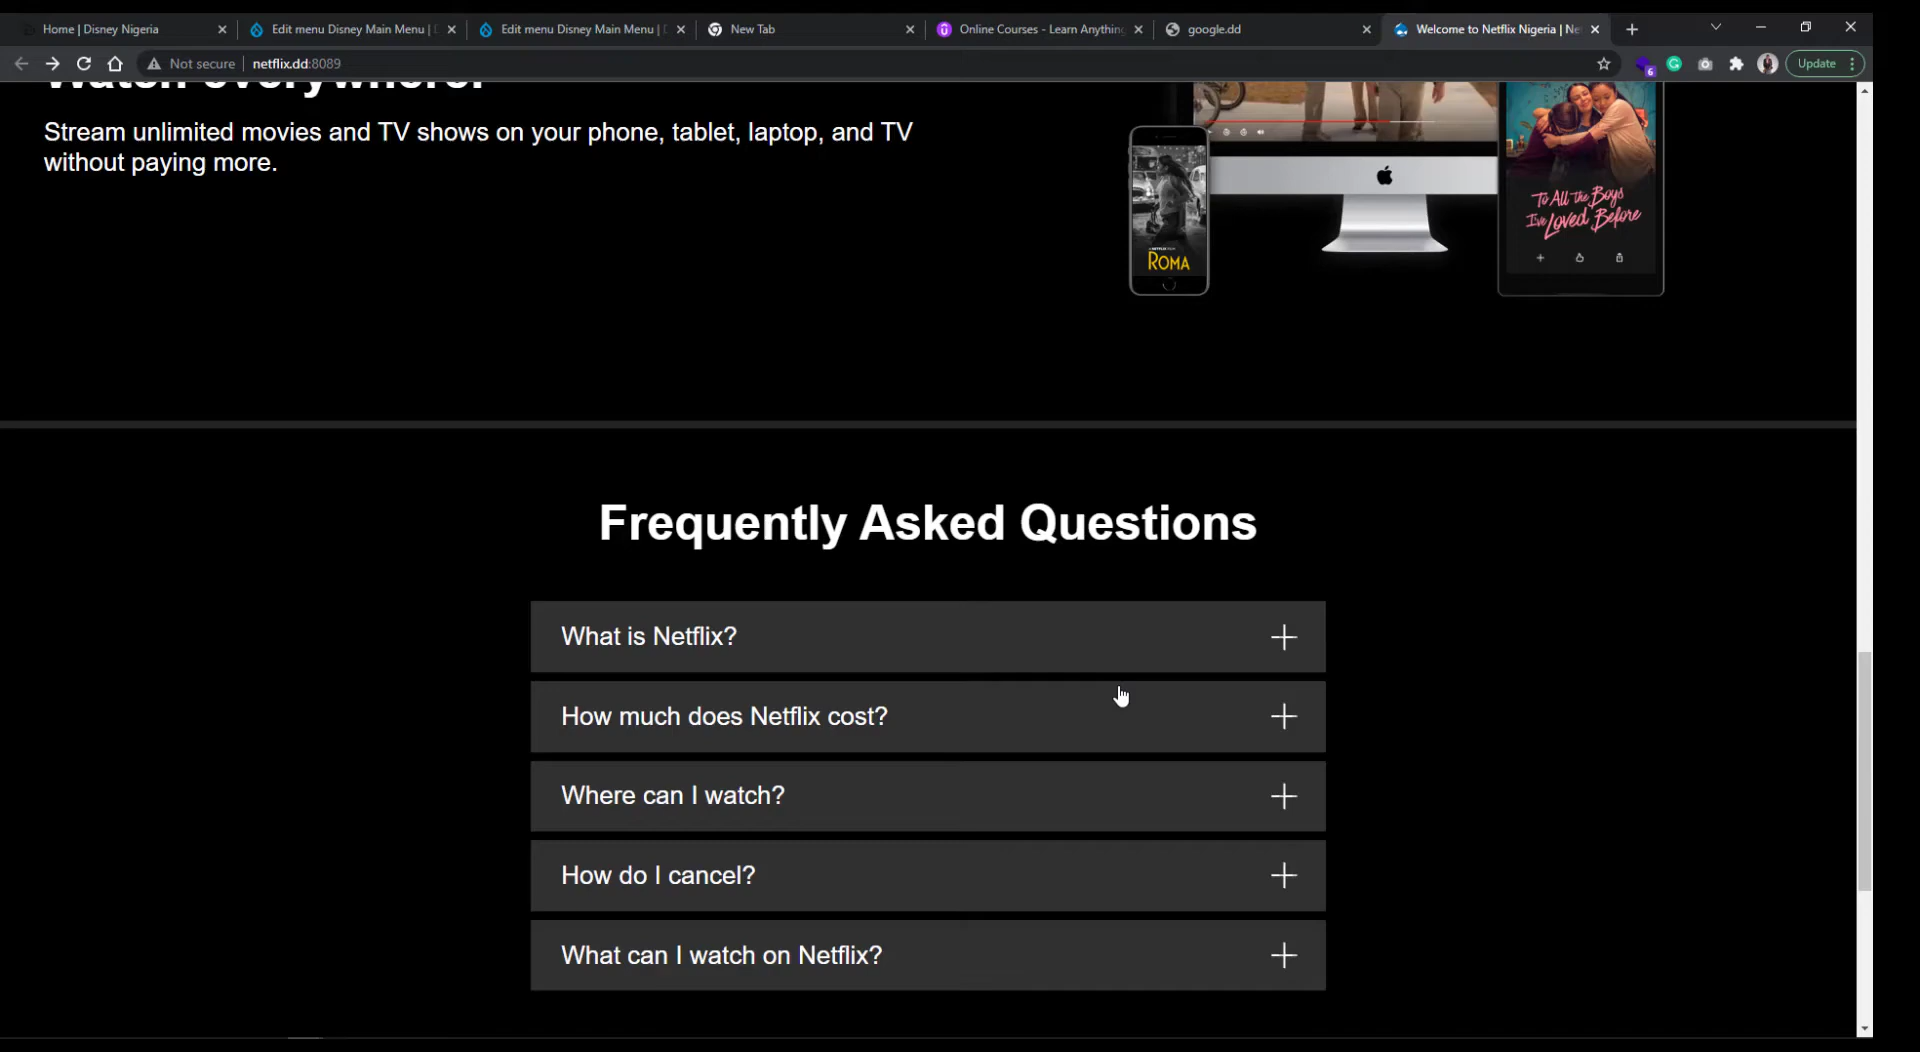 Home | Disney Nigeria
Edit menu Disney Main Menu | D
Edit menu Disney Main Menu | D
New Tab
Online Courses - Learn Anything
google.dd
Welcome to Netflix Nigeria | Ne
Not secure
netflix.dd:8089
6
Update
Watch everywhere.
Stream unlimited movies and TV shows on your phone, tablet, laptop, and TV
without paying more.
ROMA
To All the Boys
I've Loved Before
Frequently Asked Questions
What is Netflix?
How much does Netflix cost?
Where can I watch?
How do I cancel?
What can I watch on Netflix?